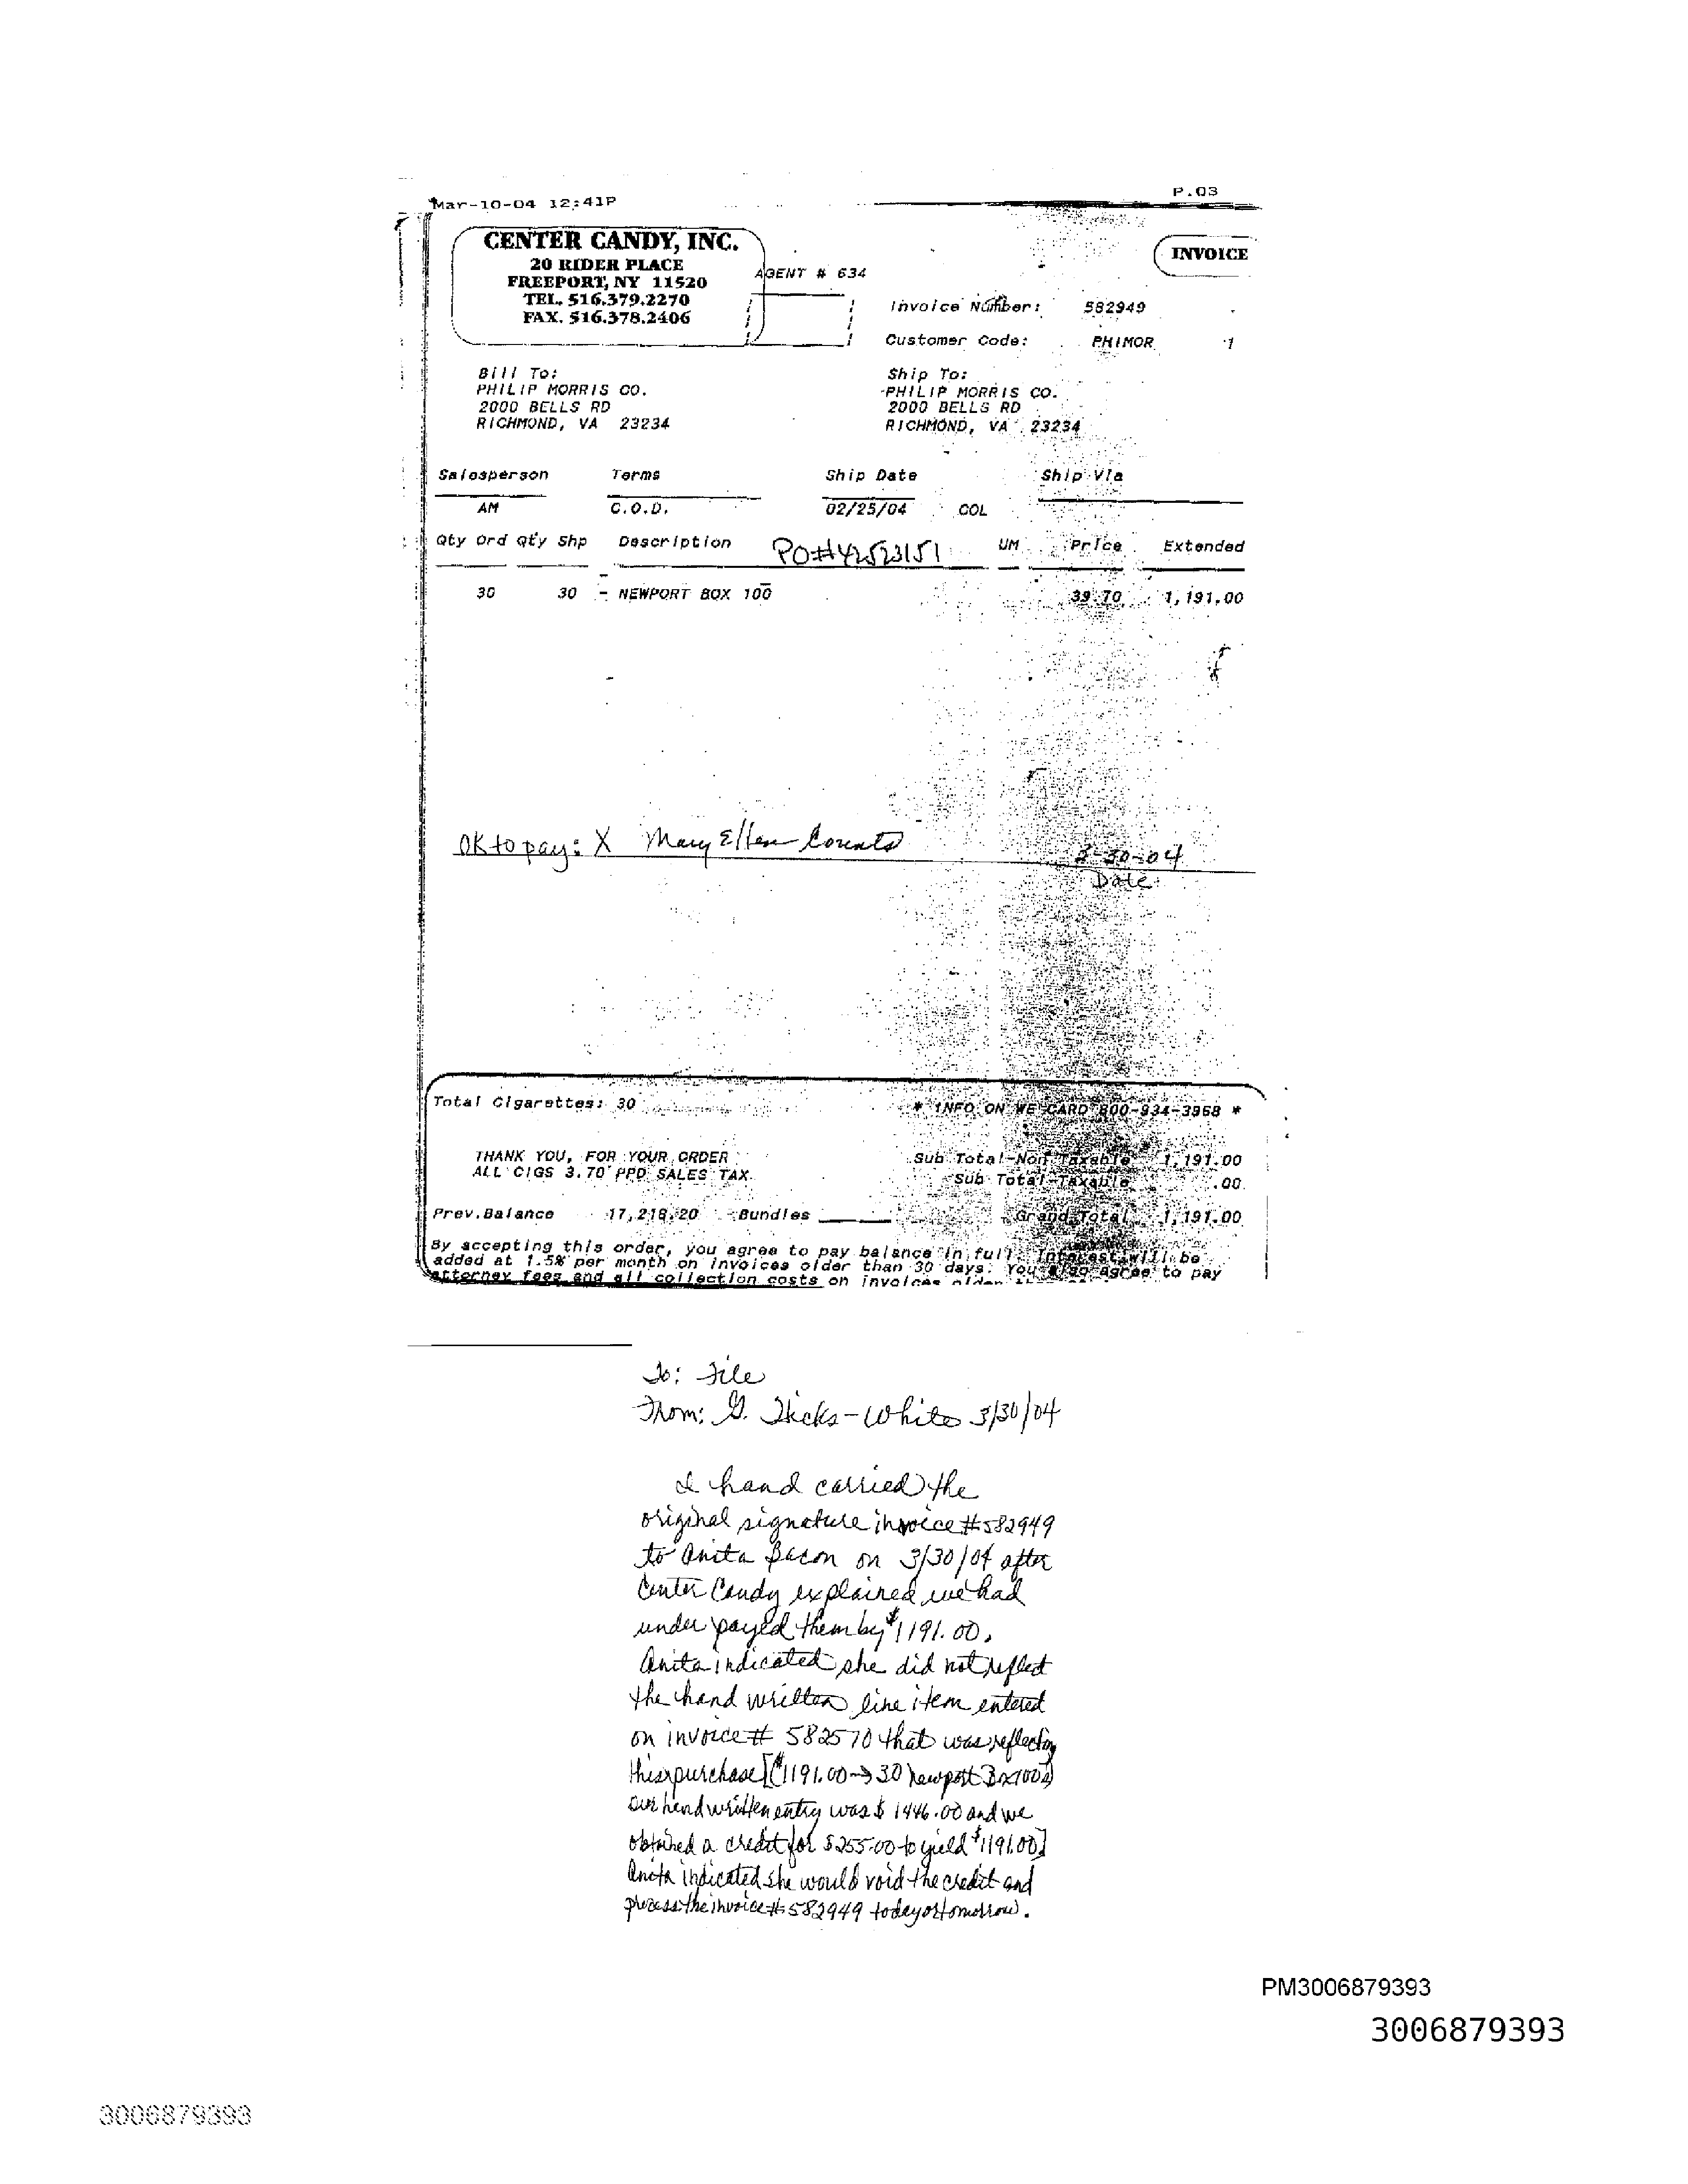 Mar-10-04 12:41P
P.03
CENTER CANDY, INC.
20 RIDER PLACE
FREEPORT, NY 11520
TEL. 516.379.2270
FAX. 516.378.2406
AGENT # 634
INVOICE
Invoice Number: 582949
Customer Code: PHIMOR 1
Bill To:
PHILIP MORRIS CO.
2000 BELLS RD
RICHMOND, VA 23234
Ship To:
PHILIP MORRIS CO.
2000 BELLS RD
RICHMOND, VA 23234
Salesperson Terms Ship Date Ship Via
AM C.O.D. 02/25/04 COL
Qty Ord Qty Shp Description PO#42523151 UM Price Extended
30 30 - NEWPORT BOX 100 39.70 1,191.00
OK to pay: X Mary Ellen Counts 3-30-04
Date
Total Cigarettes: 30 * INFO ON WE CARD 800-934-3968 *
THANK YOU, FOR YOUR ORDER
ALL CIGS 3.70 PPD SALES TAX
Sub Total-Non Taxable 1,191.00
Sub Total-Taxable .00
Prev.Balance 17,218.20 Bundles Grand Total 1,191.00
By accepting this order, you agree to pay balance in full. Interest will be
added at 1.5% per month on invoices older than 30 days. You also agree to pay
attorney fees and all collection costs on invoices older
To: File
From: G. Hicks-White 3/30/04
I hand carried the
original signature invoice #582949
to Anita Bacon on 3/30/04 after
Center Candy explained we had
under payed them by $1191.00.
Anita indicated she did not reflect
the hand written line item entered
on invoice # 582570 that was reflecting
this purchase [($1191.00→30 Newport Bx 100s)
our hand written entry was $1446.00 and we
obtained a credit for $255.00 to yield $1191.00]
Anita indicated she would void the credit and
process the invoice # 582949 today or tomorrow.
PM3006879393
3006879393
3006879393